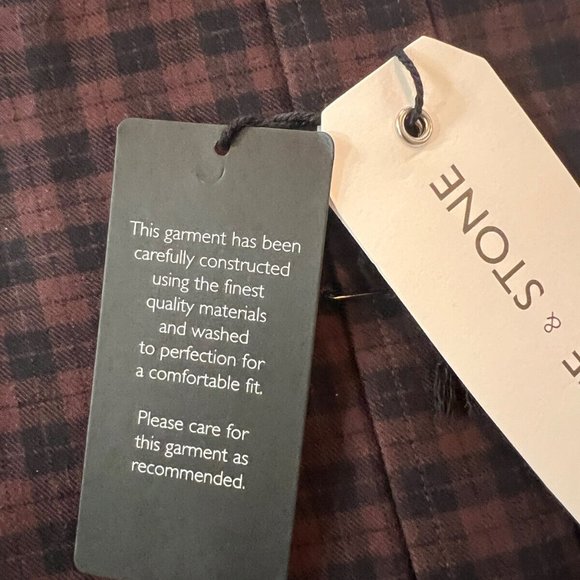 This garment has been
carefully constructed
using the finest
quality materials
and washed
to perfection for
a comfortable fit.
Please care for
this garment as
recommended.
& STONE